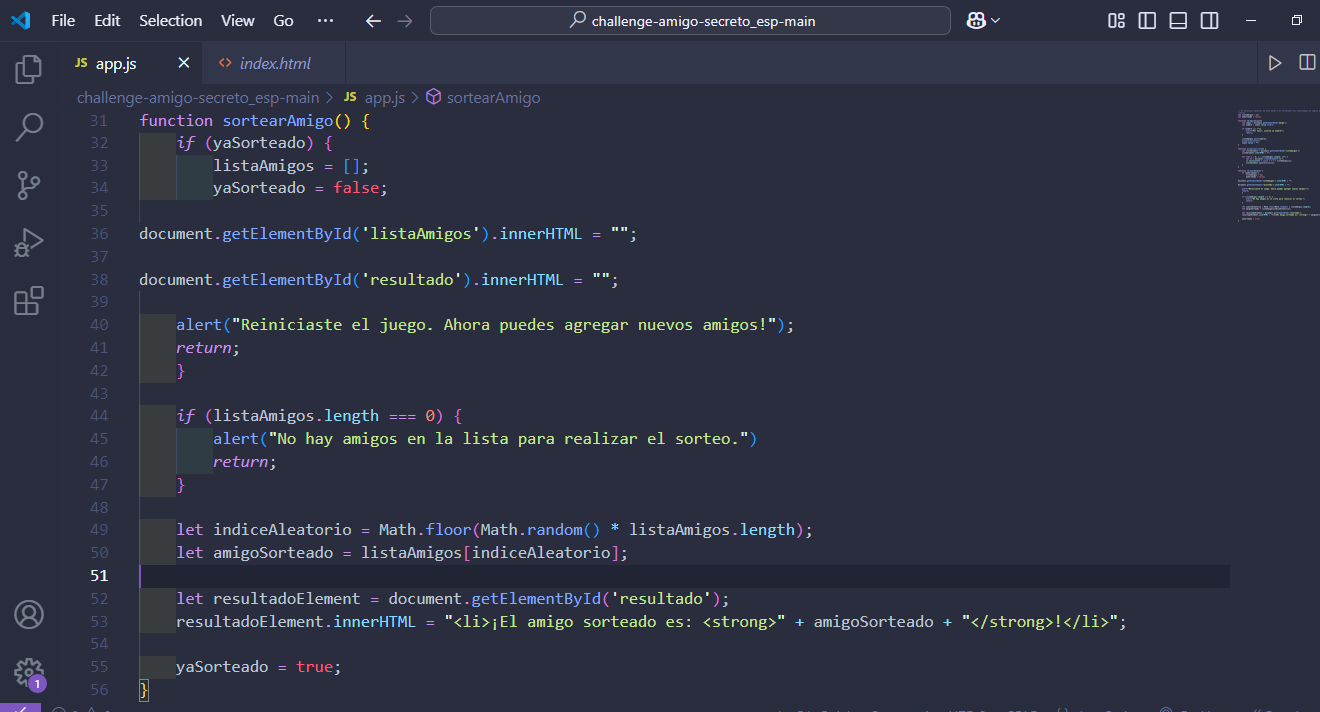 File Edit Selection View Go ··· challenge-amigo-secreto_esp-main
JS app.js index.html
challenge-amigo-secreto_esp-main > JS app.js > sortearAmigo
31 function sortearAmigo() {
32 if (yaSorteado) {
33 listaAmigos = [];
34 yaSorteado = false;
35
36 document.getElementById('listaAmigos').innerHTML = "";
37
38 document.getElementById('resultado').innerHTML = "";
39
40 alert("Reiniciaste el juego. Ahora puedes agregar nuevos amigos!");
41 return;
42 }
43
44 if (listaAmigos.length === 0) {
45 alert("No hay amigos en la lista para realizar el sorteo.")
46 return;
47 }
48
49 let indiceAleatorio = Math.floor(Math.random() * listaAmigos.length);
50 let amigoSorteado = listaAmigos[indiceAleatorio];
51
52 let resultadoElement = document.getElementById('resultado');
53 resultadoElement.innerHTML = "<li>¡El amigo sorteado es: <strong>" + amigoSorteado + "</strong>!</li>";
54
55 yaSorteado = true;
56 }
1